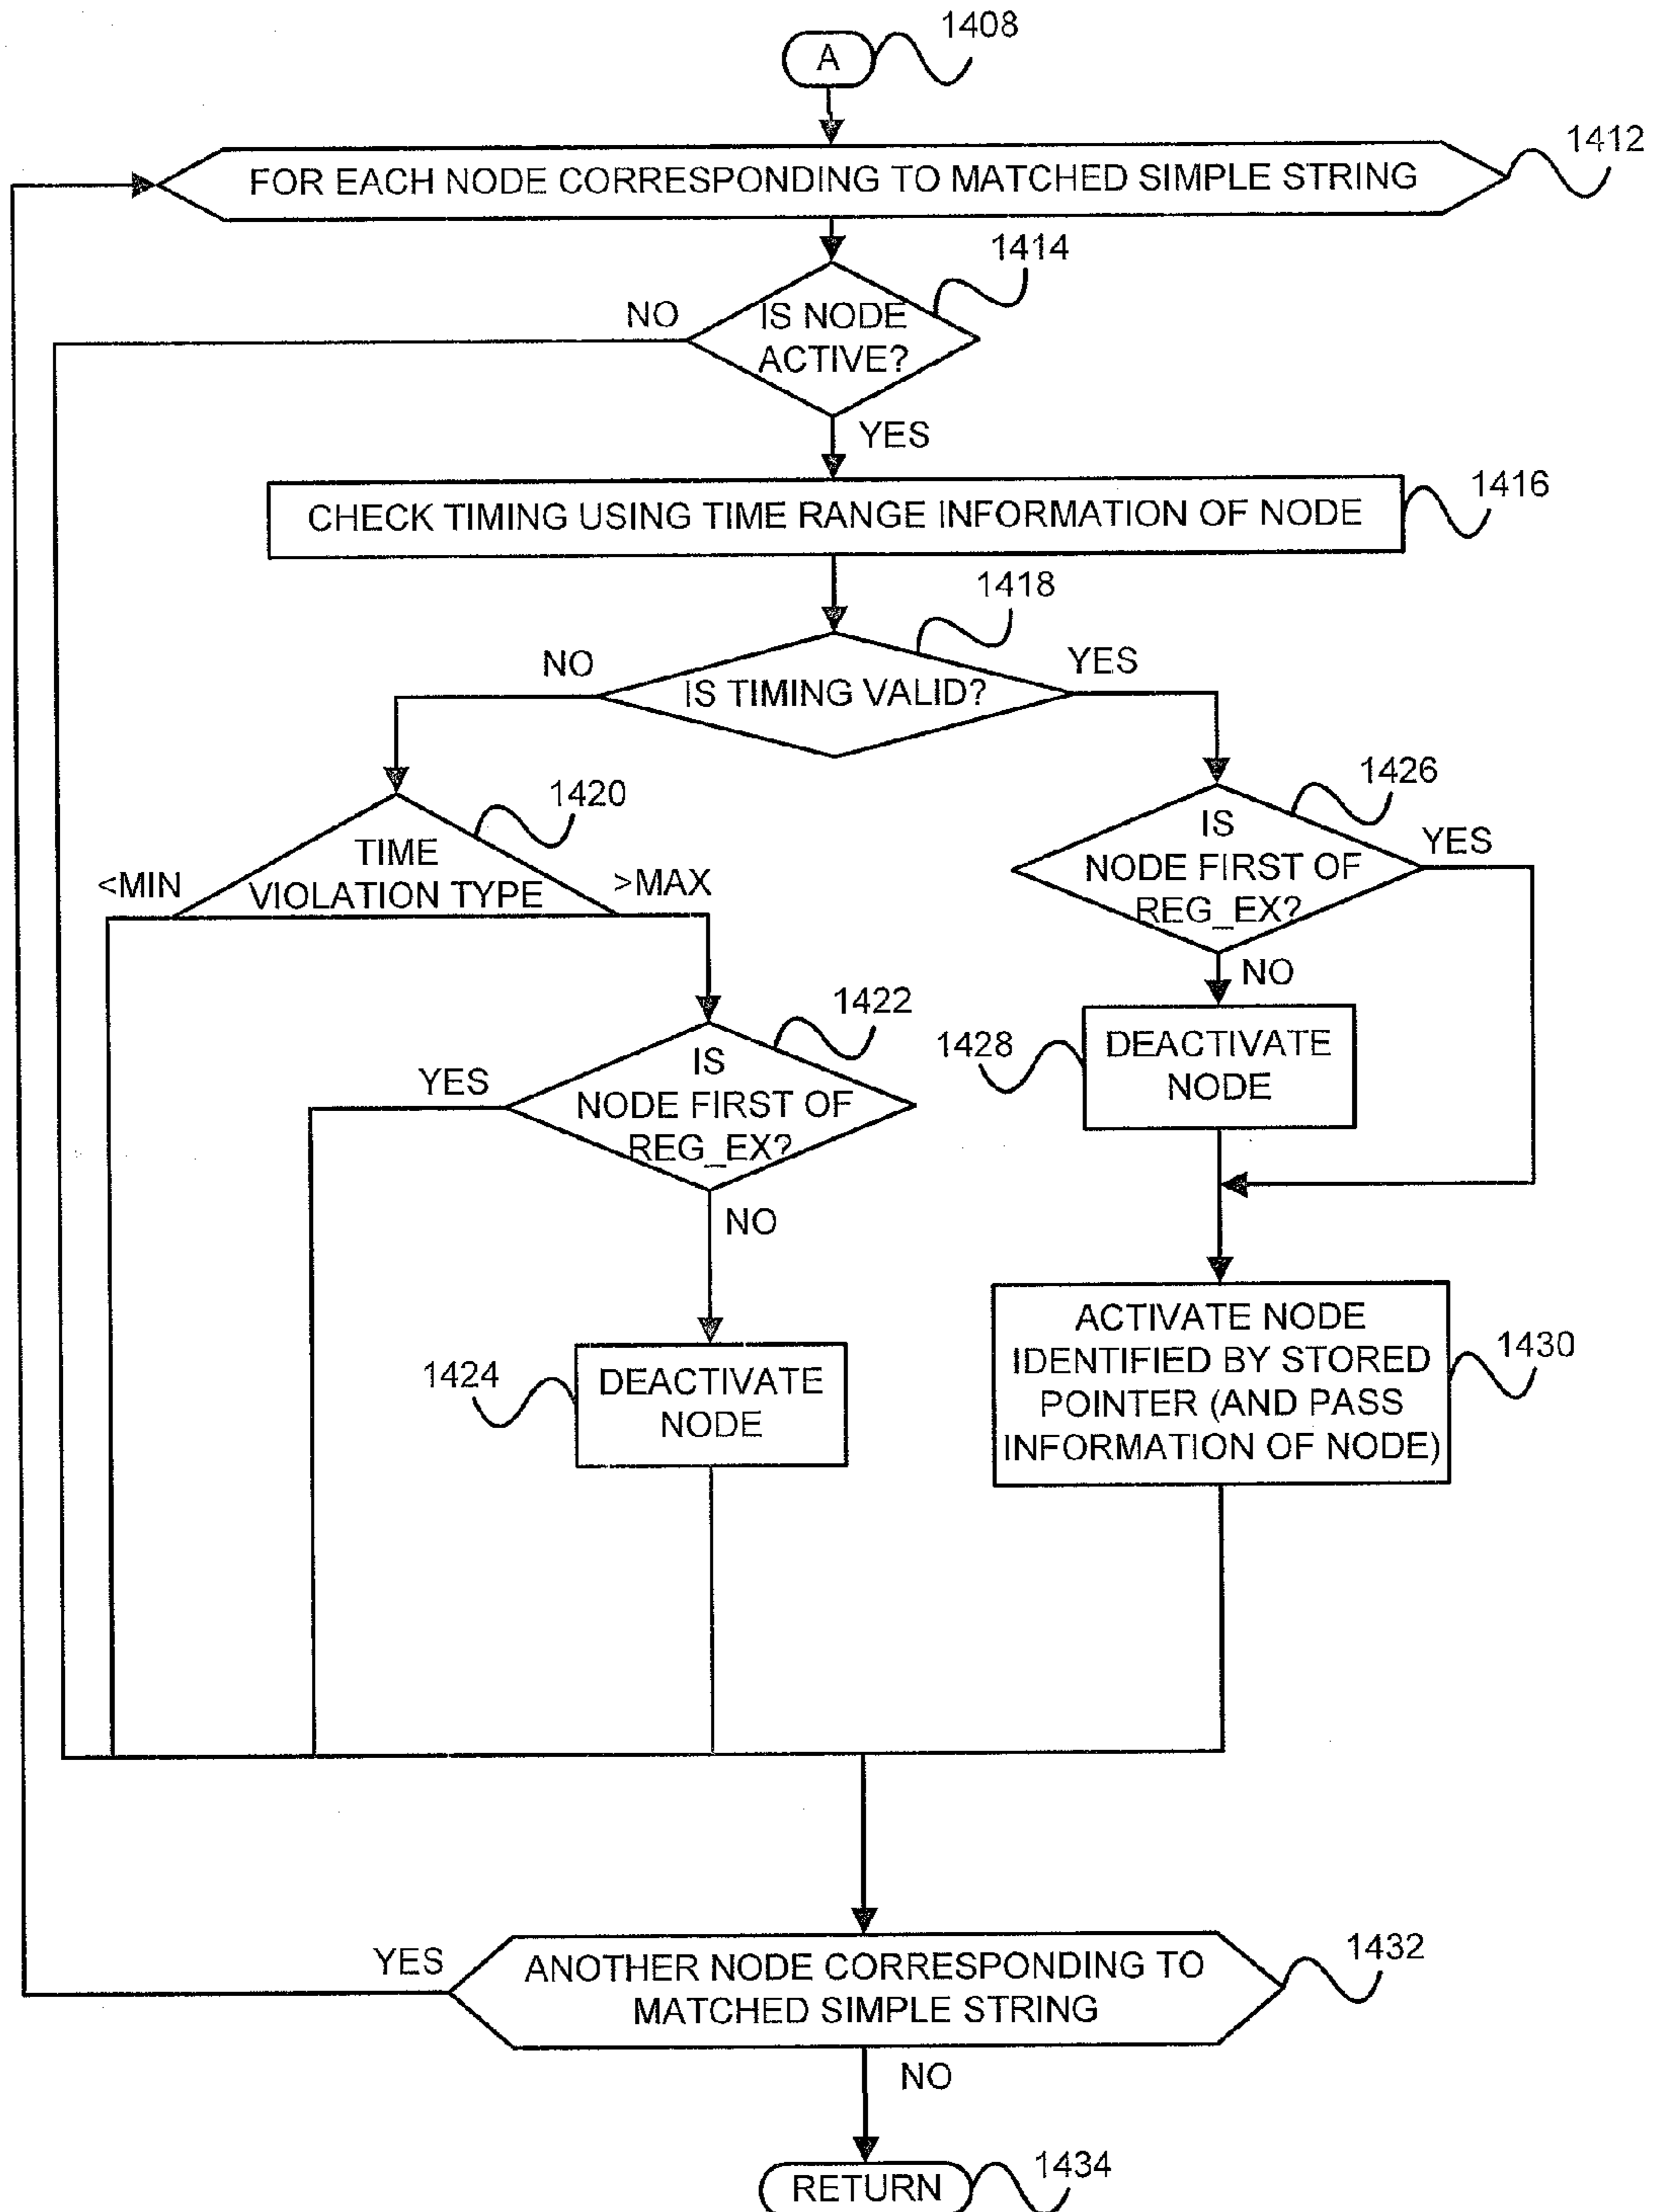 1408
A
1412
FOR EACH NODE CORRESPONDING TO MATCHED SIMPLE STRING
1414
NO
IS NODE
ACTIVE?
YES
1416
CHECK TIMING USING TIME RANGE INFORMATION OF NODE
1418
NO
YES
IS TIMING VALID?
1420
1426
TIME
VIOLATION TYPE
<MIN
>MAX
IS
NODE FIRST OF
REG_EX?
YES
NO
1422
1428
DEACTIVATE
NODE
YES
IS
NODE FIRST OF
REG_EX?
NO
1424
DEACTIVATE
NODE
ACTIVATE NODE
IDENTIFIED BY STORED
POINTER (AND PASS
INFORMATION OF NODE)
1430
YES
ANOTHER NODE CORRESPONDING TO
MATCHED SIMPLE STRING
1432
NO
RETURN
1434